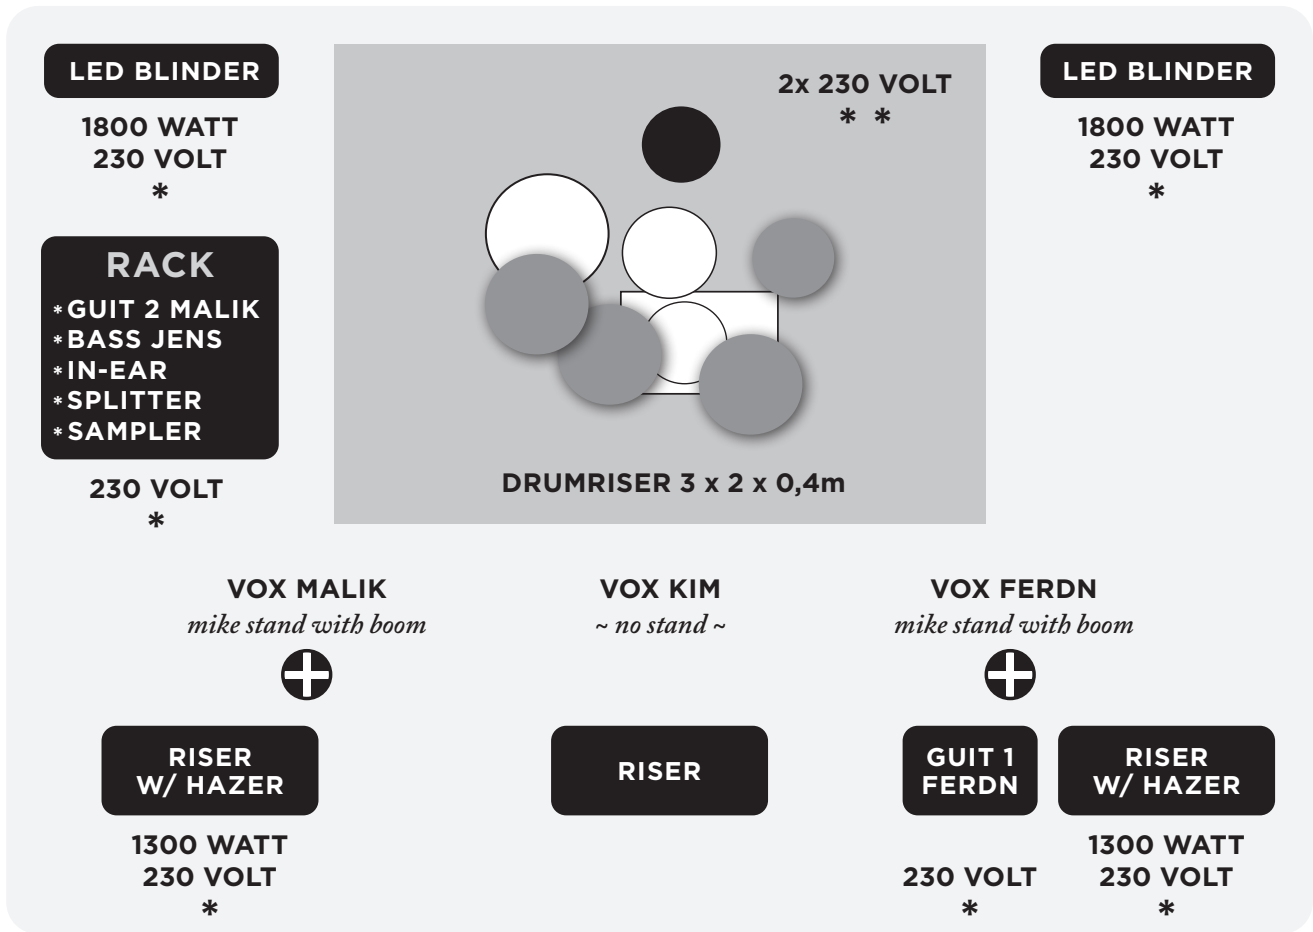 LED BLINDER
1800 WATT
230 VOLT
*
2x 230 VOLT
* *
LED BLINDER
1800 WATT
230 VOLT
*
RACK
*GUIT 2 MALIK
*BASS JENS
*IN-EAR
*SPLITTER
*SAMPLER
230 VOLT
*
DRUMRISER 3 x 2 x 0,4m
VOX MALIK
mike stand with boom
VOX KIM
~ no stand ~
VOX FERDN
mike stand with boom
RISER
W/ HAZER
1300 WATT
230 VOLT
*
RISER
GUIT 1
FERDN
230 VOLT
*
RISER
W/ HAZER
1300 WATT
230 VOLT
*